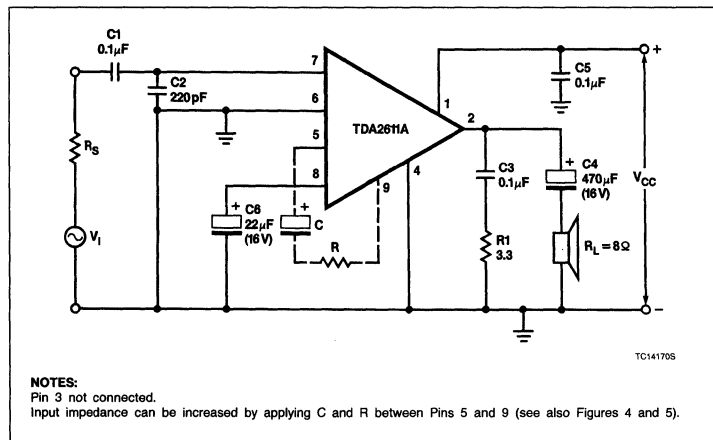 C1
0.1μF
C2
220pF
RS
VI
7
6
5
8
9
4
1
2
TDA2611A
+
C6
22μF
(16V)
+
C
R
C3
0.1μF
R1
3.3
+
C4
470μF
(16V)
RL = 8Ω
C5
0.1μF
+
VCC
−
TC14170S
NOTES:
Pin 3 not connected.
Input impedance can be increased by applying C and R between Pins 5 and 9 (see also Figures 4 and 5).